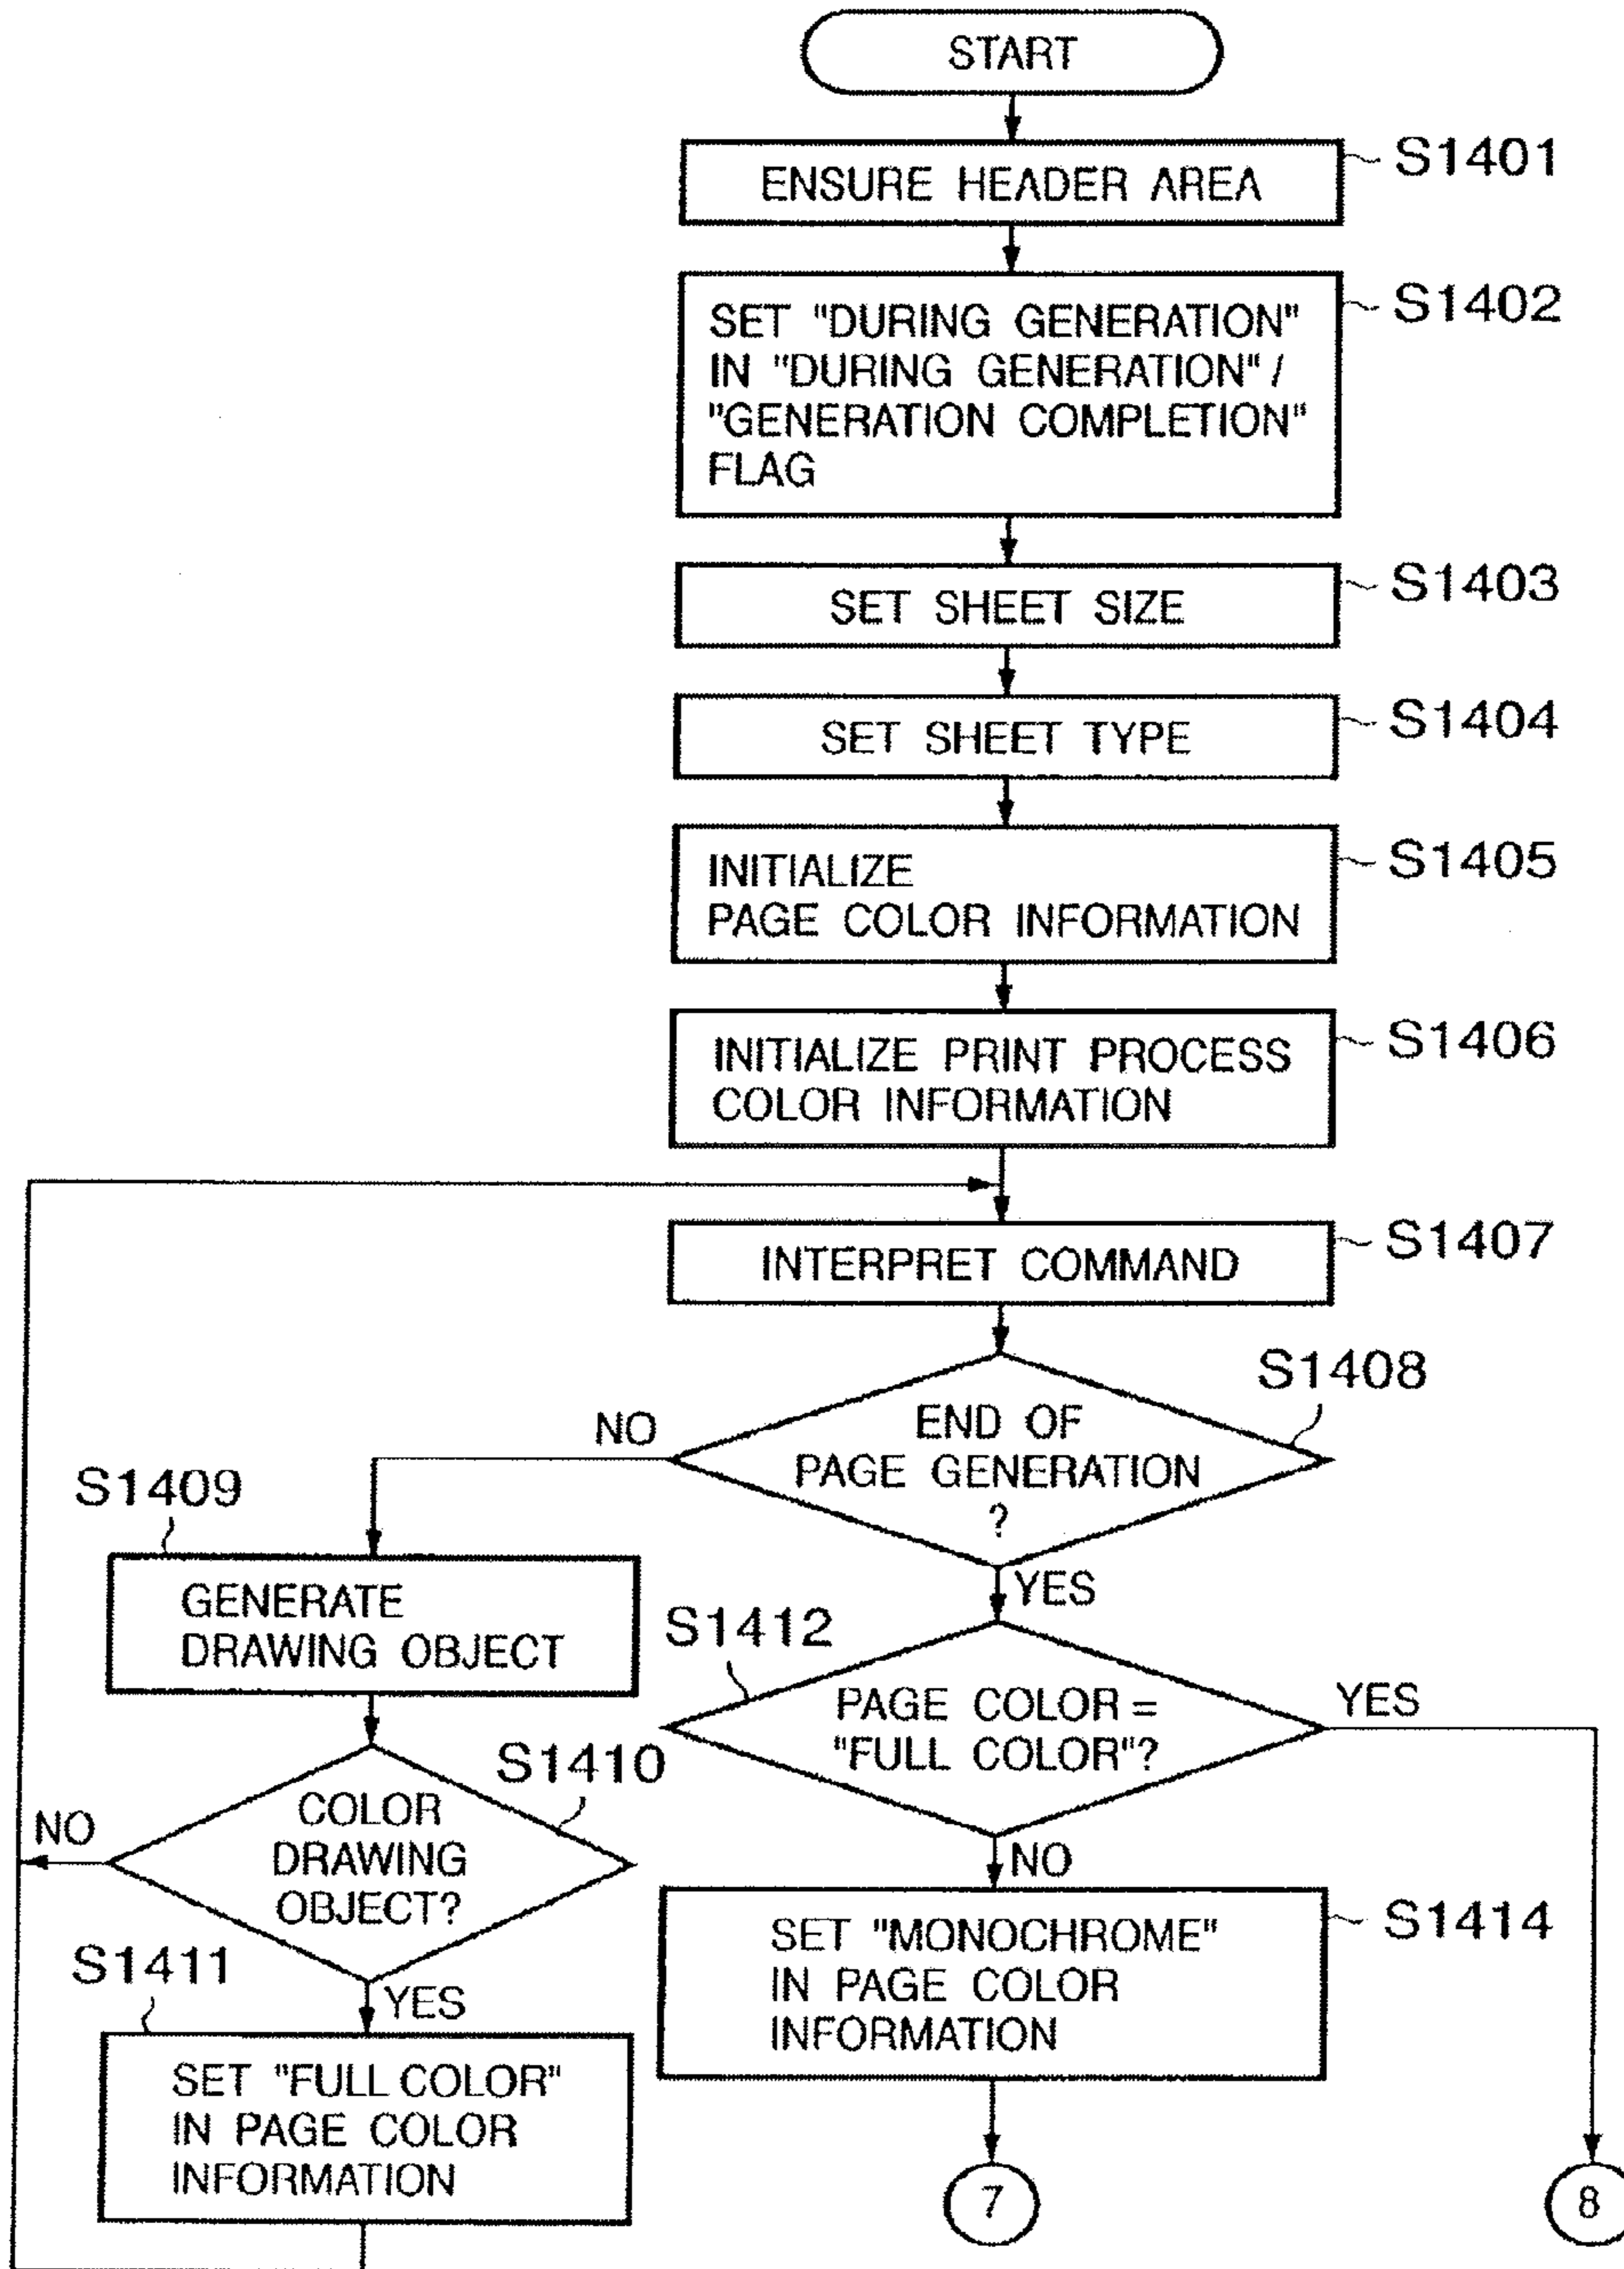 START
ENSURE HEADER AREA
S1401
SET "DURING GENERATION"
IN "DURING GENERATION" /
"GENERATION COMPLETION"
FLAG
S1402
SET SHEET SIZE
S1403
SET SHEET TYPE
S1404
INITIALIZE
PAGE COLOR INFORMATION
S1405
INITIALIZE PRINT PROCESS
COLOR INFORMATION
S1406
INTERPRET COMMAND
S1407
END OF
PAGE GENERATION
?
S1408
NO
YES
S1409
GENERATE
DRAWING OBJECT
S1410
COLOR
DRAWING
OBJECT?
NO
YES
S1411
SET "FULL COLOR"
IN PAGE COLOR
INFORMATION
S1412
PAGE COLOR =
"FULL COLOR"?
YES
NO
SET "MONOCHROME"
IN PAGE COLOR
INFORMATION
S1414
7
8